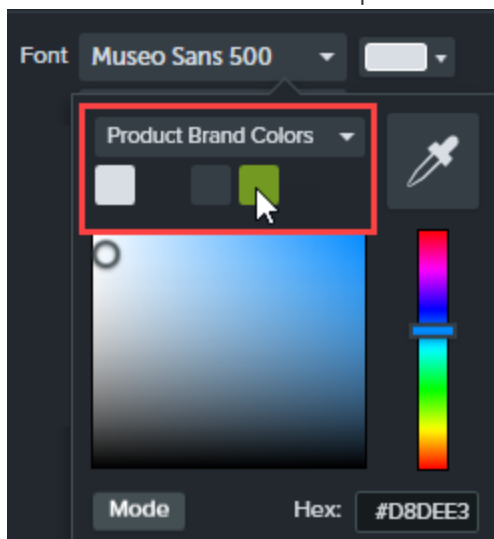 Font Museo Sans 500
Product Brand Colors
Mode Hex: #D8DEE3